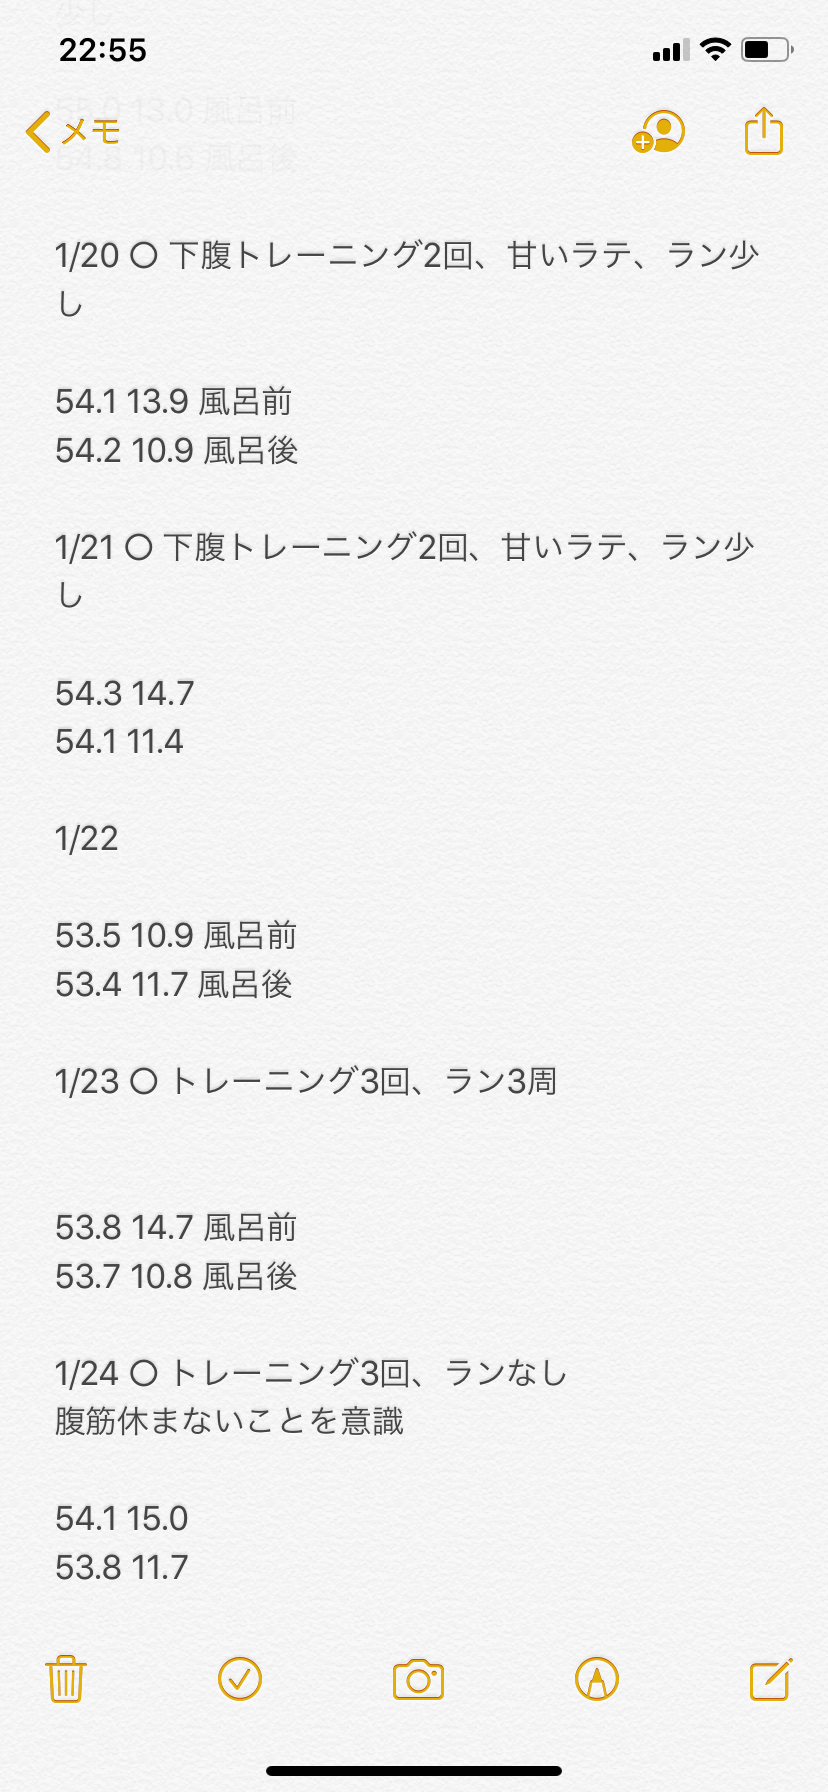 22:55
メモ
1/20 〇 下腹トレーニング2回、甘いラテ、ラン少
し
54.1 13.9 風呂前
54.2 10.9 風呂後
1/21 〇 下腹トレーニング2回、甘いラテ、ラン少
し
54.3 14.7
54.1 11.4
1/22
53.5 10.9 風呂前
53.4 11.7 風呂後
1/23 〇 トレーニング3回、ラン3周
53.8 14.7 風呂前
53.7 10.8 風呂後
1/24 〇 トレーニング3回、ランなし
腹筋休まないことを意識
54.1 15.0
53.8 11.7